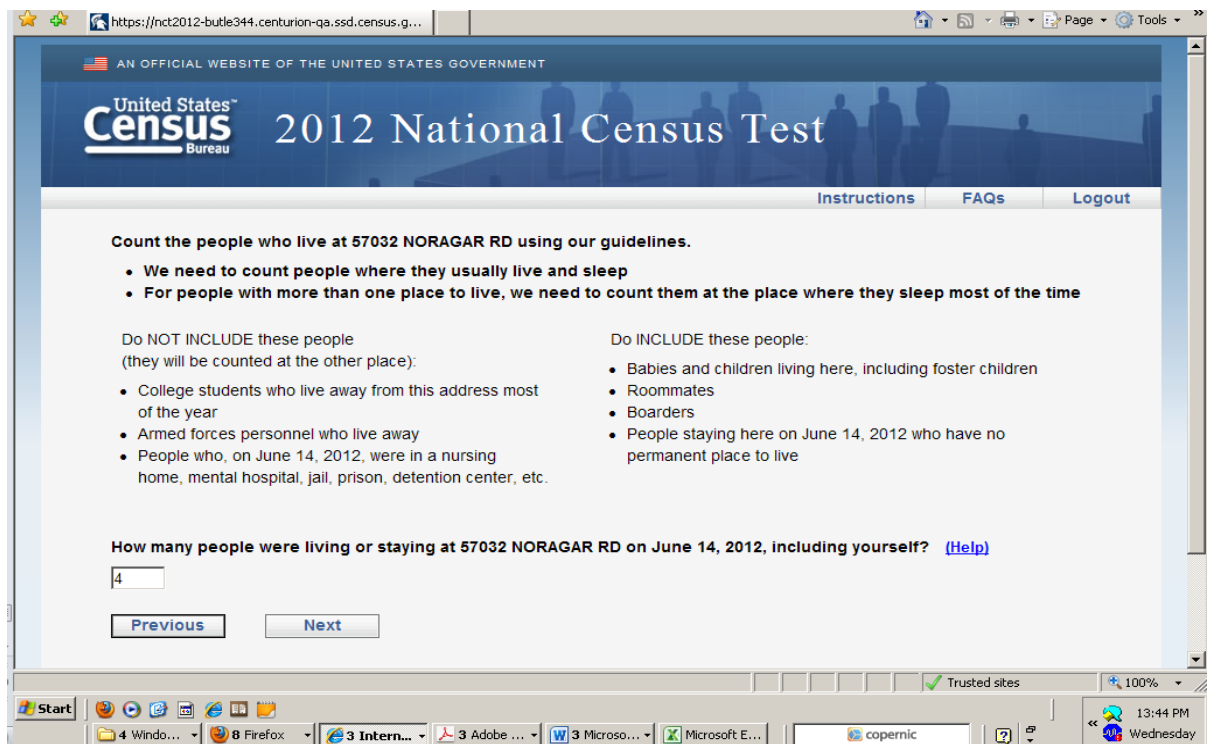 https://nct2012-butle344.centurion-qa.ssd.census.g...
Page
Tools
»
AN OFFICIAL WEBSITE OF THE UNITED STATES GOVERNMENT
United States™
Census
Bureau
2012 National Census Test
Instructions
FAQs
Logout
Count the people who live at 57032 NORAGAR RD using our guidelines.
• We need to count people where they usually live and sleep
• For people with more than one place to live, we need to count them at the place where they sleep most of the time
Do NOT INCLUDE these people
(they will be counted at the other place):
• College students who live away from this address most
of the year
• Armed forces personnel who live away
• People who, on June 14, 2012, were in a nursing
home, mental hospital, jail, prison, detention center, etc.
Do INCLUDE these people:
• Babies and children living here, including foster children
• Roommates
• Boarders
• People staying here on June 14, 2012 who have no
permanent place to live
How many people were living or staying at 57032 NORAGAR RD on June 14, 2012, including yourself? (Help)
4
Previous
Next
Trusted sites
100%
Start
4 Windo...
8 Firefox
3 Intern...
3 Adobe ...
3 Microso...
Microsoft E...
copernic
«
13:44 PM
Wednesday